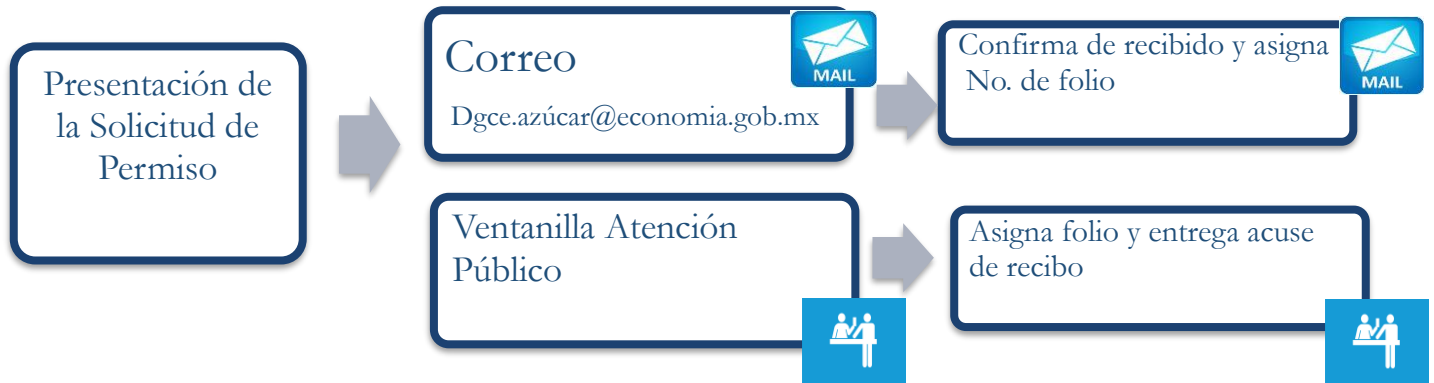 Presentación de
la Solicitud de
Permiso
Correo
Dgce.azúcar@economia.gob.mx
MAIL
Confirma de recibido y asigna
No. de folio
MAIL
Ventanilla Atención
Público
Asigna folio y entrega acuse
de recibo